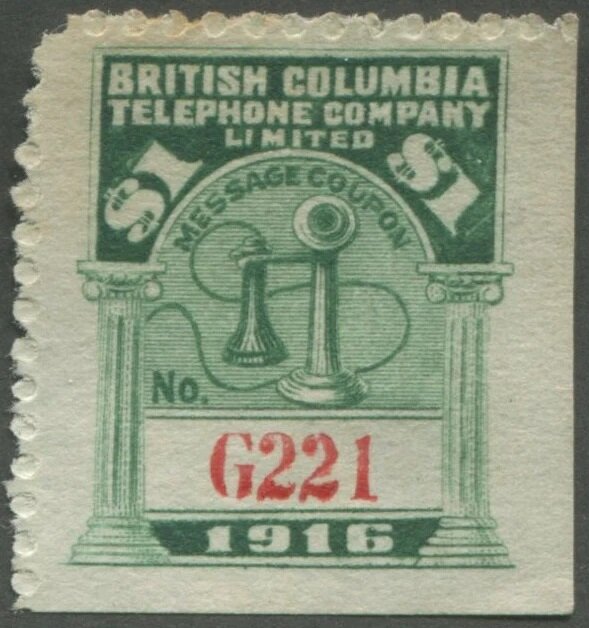 BRITISH COLUMBIA
TELEPHONE COMPANY
LIMITED
$1
$1
MESSAGE COUPON
No.
G221
1916